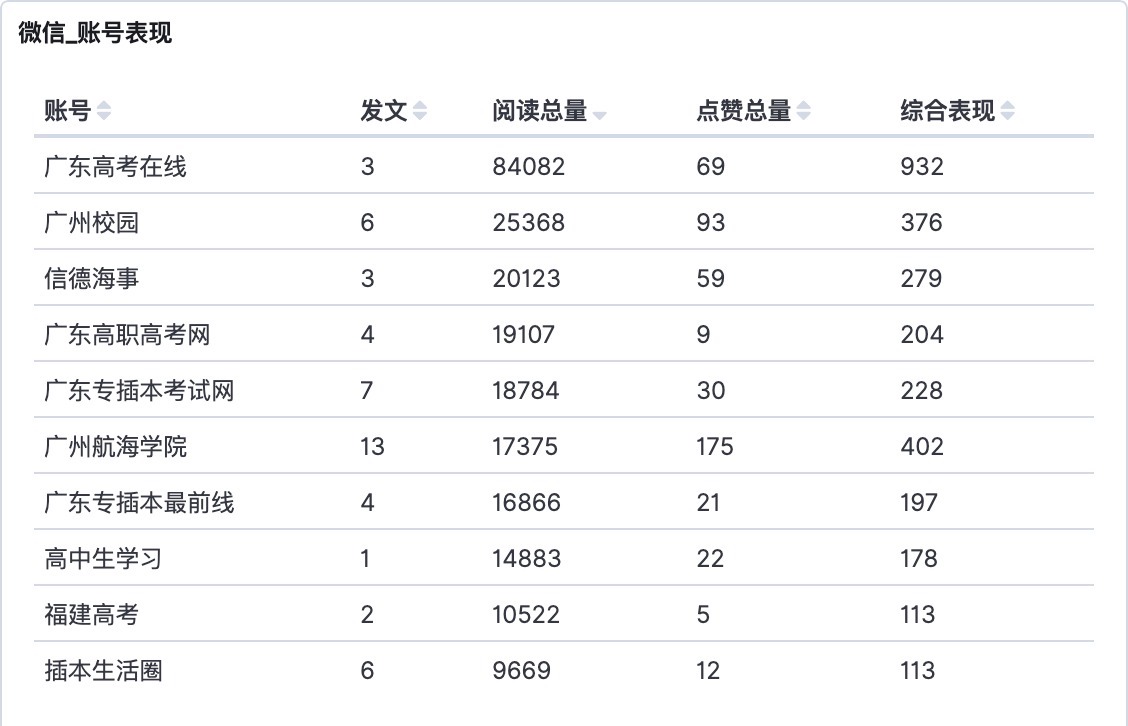 微信_账号表现
账号 发文 阅读总量 点赞总量 综合表现
广东高考在线 3 84082 69 932
广州校园 6 25368 93 376
信德海事 3 20123 59 279
广东高职高考网 4 19107 9 204
广东专插本考试网 7 18784 30 228
广州航海学院 13 17375 175 402
广东专插本最前线 4 16866 21 197
高中生学习 1 14883 22 178
福建高考 2 10522 5 113
插本生活圈 6 9669 12 113